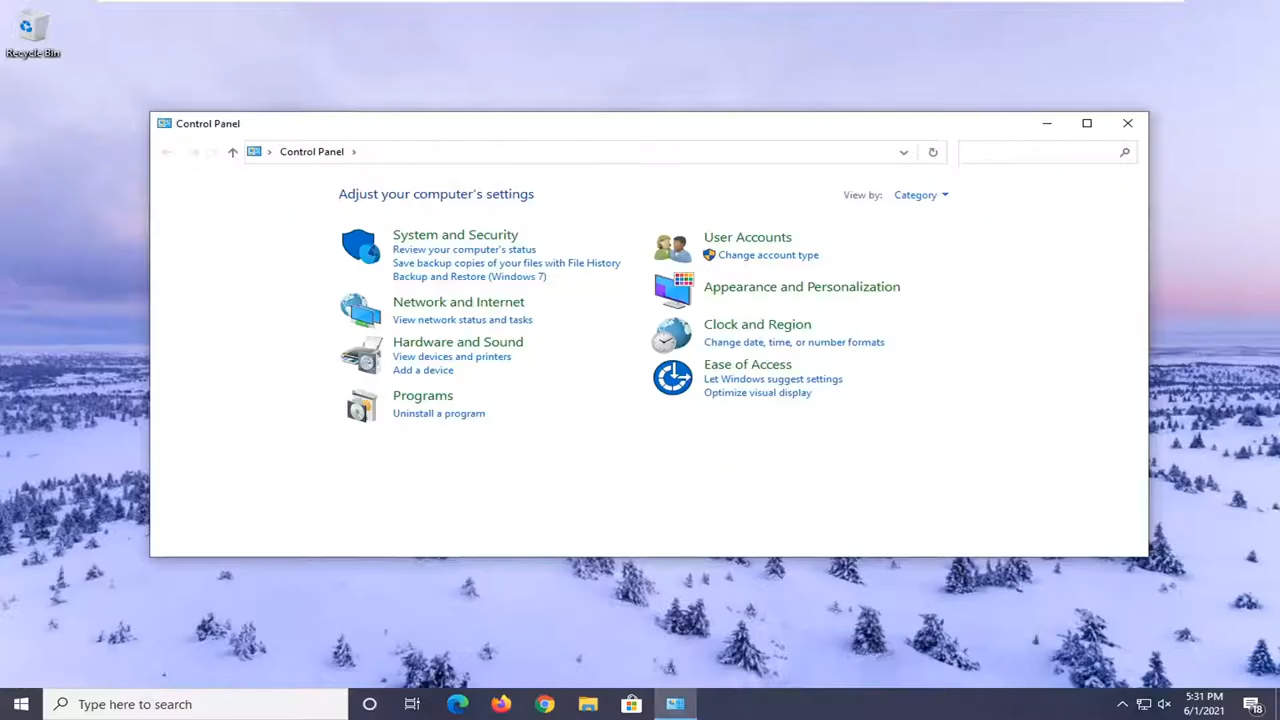 Recycle Bin
Control Panel
Control Panel
Adjust your computer's settings
View by: Category
System and Security
Review your computer's status
Save backup copies of your files with File History
Backup and Restore (Windows 7)
Network and Internet
View network status and tasks
Hardware and Sound
View devices and printers
Add a device
Programs
Uninstall a program
User Accounts
Change account type
Appearance and Personalization
Clock and Region
Change date, time, or number formats
Ease of Access
Let Windows suggest settings
Optimize visual display
Type here to search
5:31 PM
6/1/2021
18